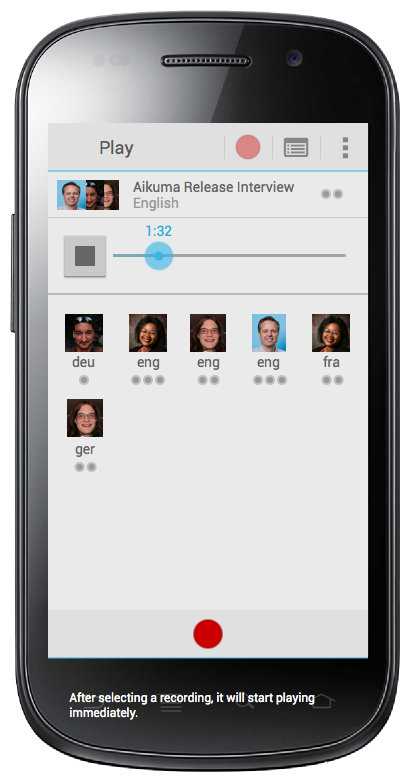 Play
Aikuma Release Interview
English
1:32
deu
eng
eng
eng
fra
ger
After selecting a recording, it will start playing
immediately.